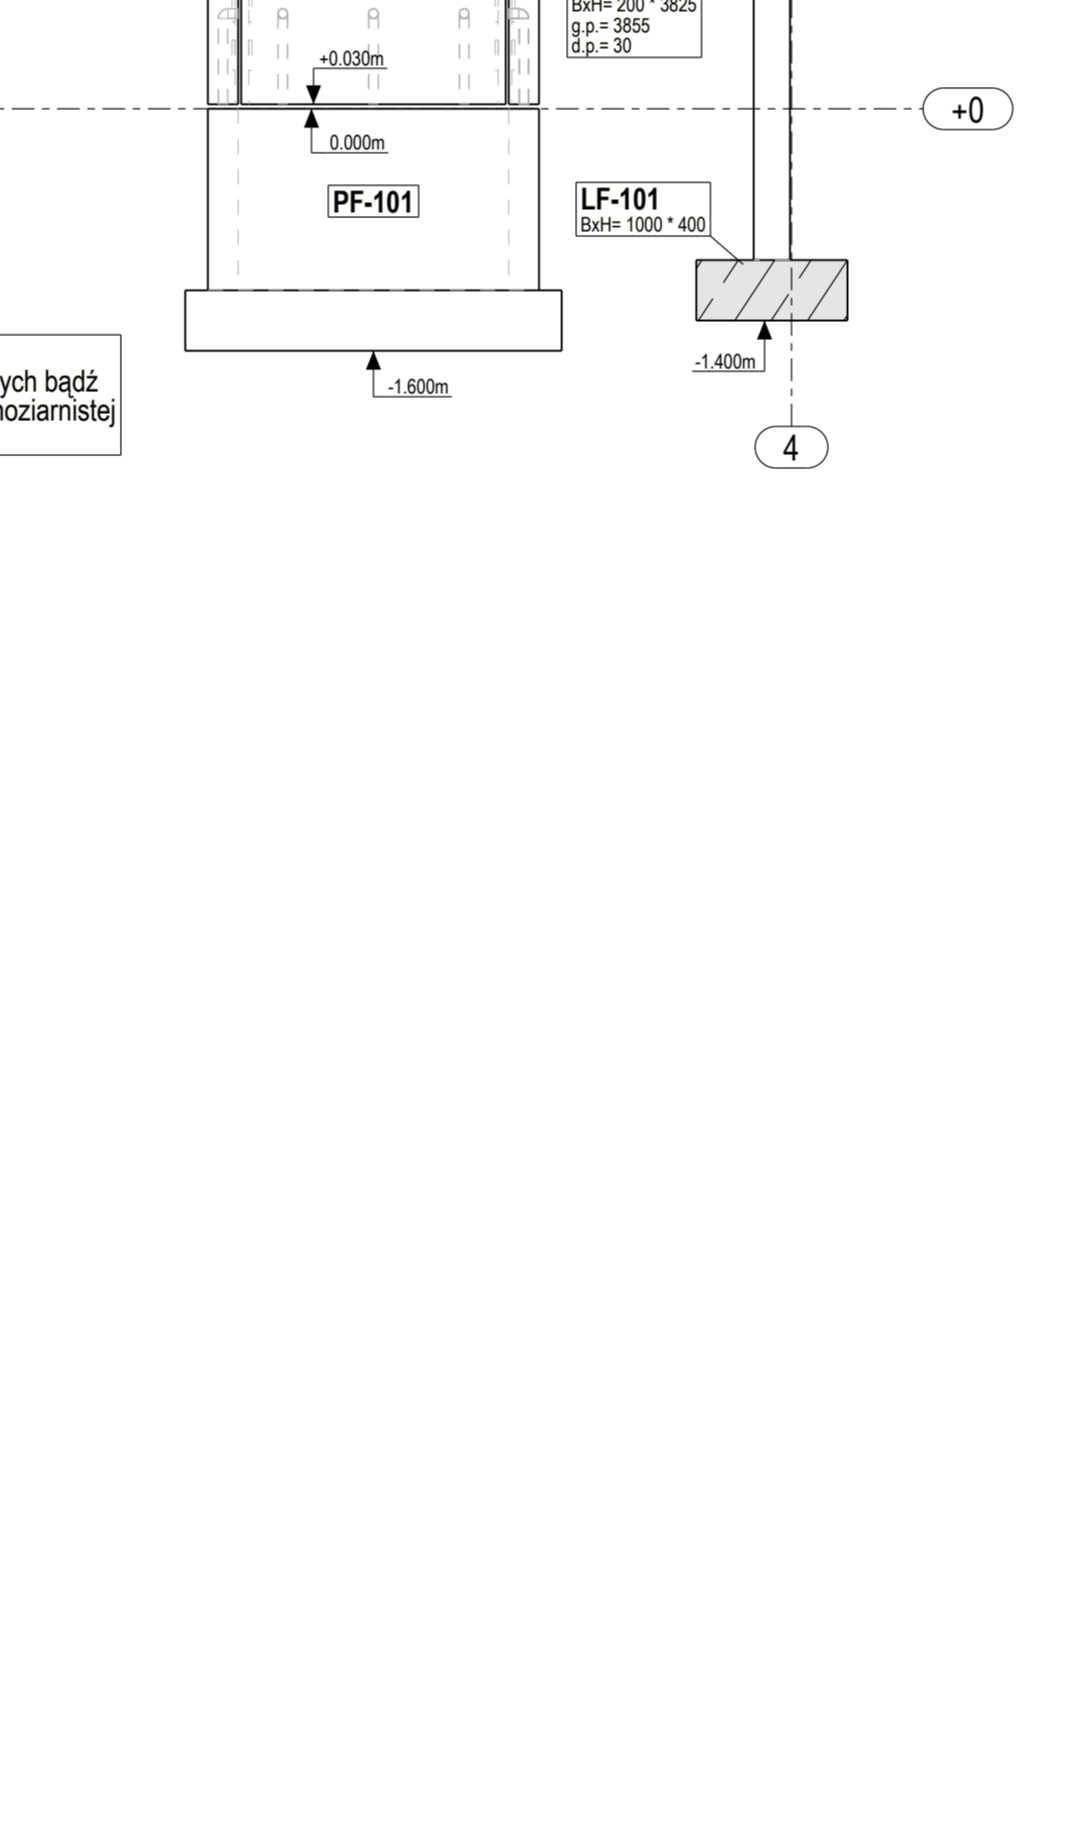 BxH= 200 * 3825
g.p.= 3855
d.p.= 30
+0.030m
+0
0.000m
PF-101
LF-101
BxH= 1000 * 400
-1.400m
-1.600m
ych bądź
noziarnistej
4